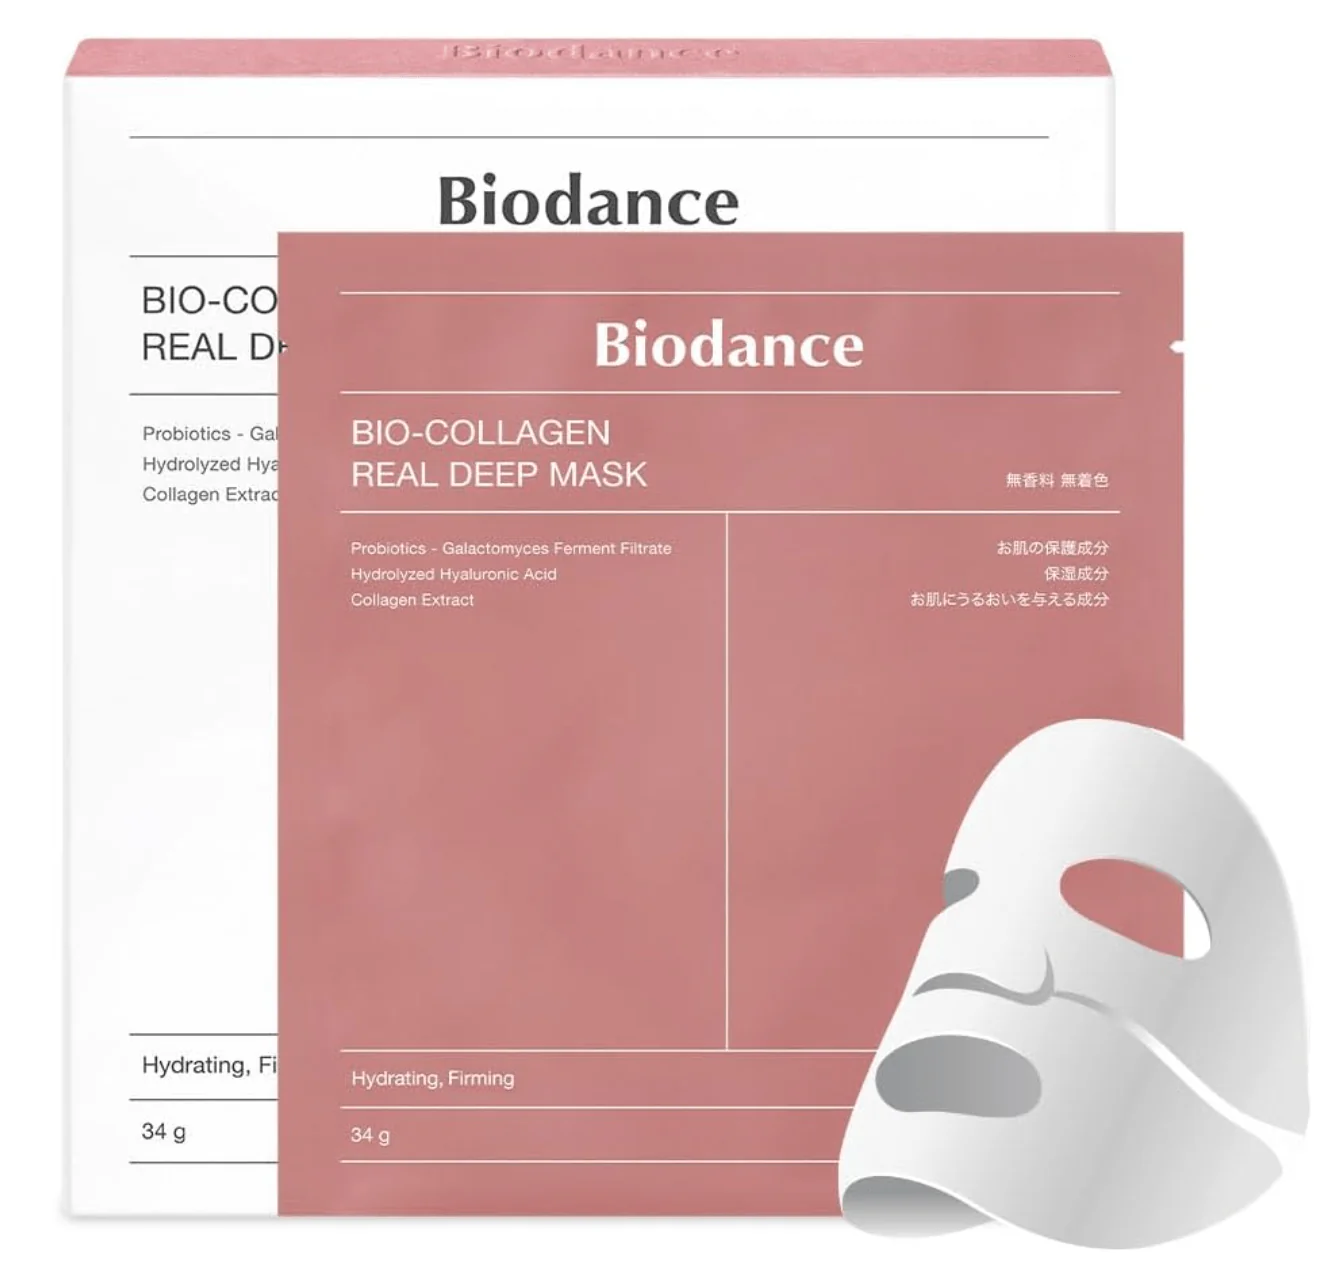 Biodance
Biodance
BIO-CO
REAL D
Probiotics - Gal
Hydrolyzed Hya
Collagen Extrac
Hydrating, Fi
34 g
Biodance
BIO-COLLAGEN
REAL DEEP MASK
無香料 無着色
Probiotics - Galactomyces Ferment Filtrate
Hydrolyzed Hyaluronic Acid
Collagen Extract
お肌の保護成分
保湿成分
お肌にうるおいを与える成分
Hydrating, Firming
34 g